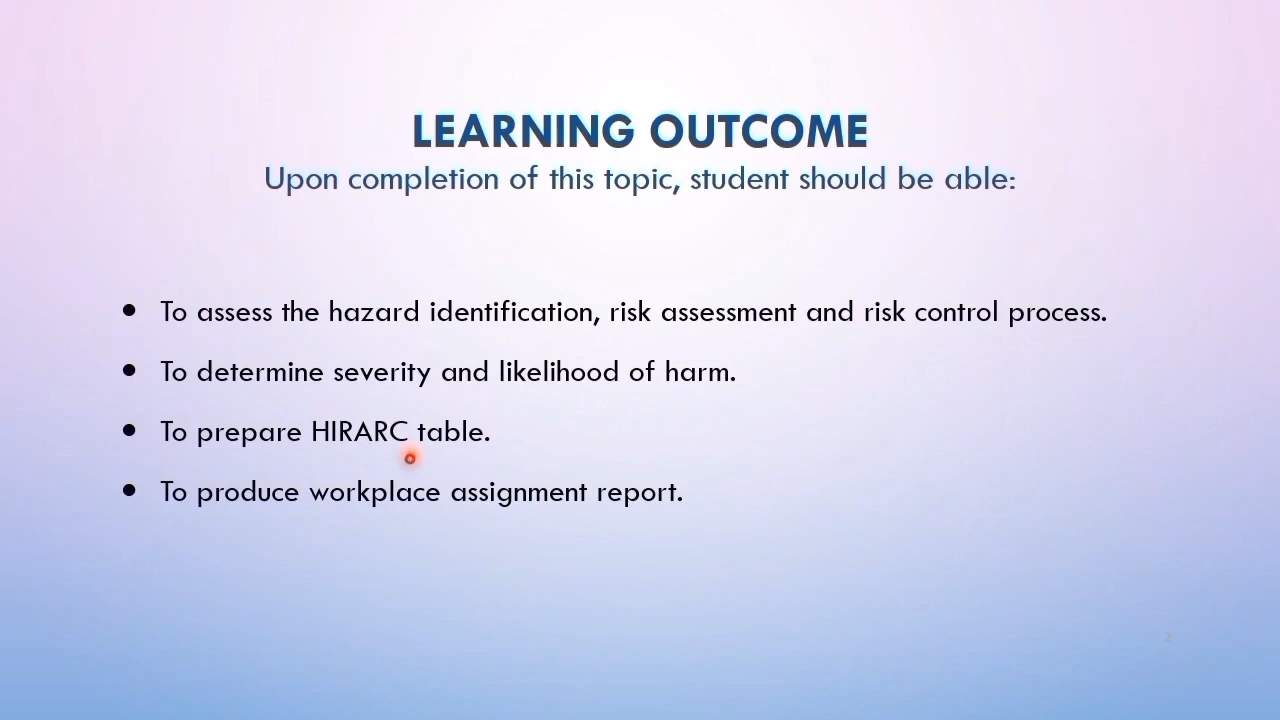 LEARNING OUTCOME
Upon completion of this topic, student should be able:
• To assess the hazard identification, risk assessment and risk control process.
• To determine severity and likelihood of harm.
• To prepare HIRARC table.
• To produce workplace assignment report.
2